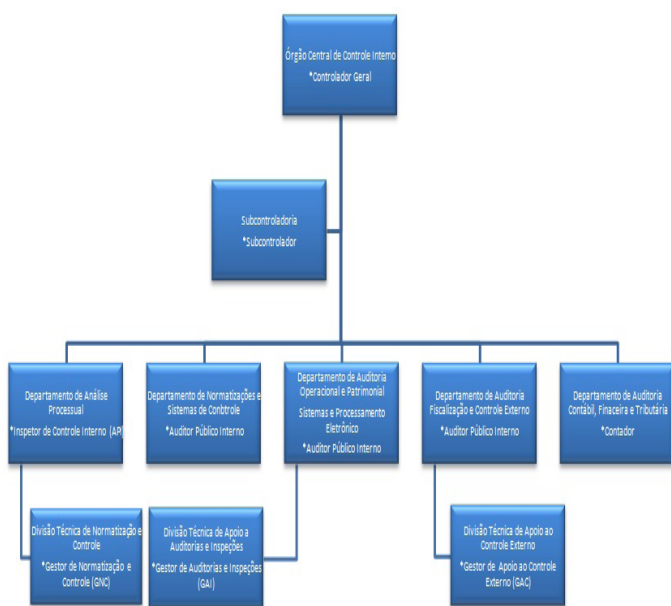 Órgão Central de Controle Interno
*Controlador Geral
Subcontroladoria
*Subcontrolador
Departamento de Análise
Processual
*Inspetor de Controle Interno (API)
Departamento de Normatizações e
Sistemas de Conbtrole
*Auditor Público Interno
Departamento de Auditoria
Operacional e Patrimonial
Sistemas e Processamento
Eletrônico
*Auditor Público Interno
Departamento de Auditoria
Fiscalização e Controle Externo
*Auditor Público Interno
Departamento de Auditoria
Contábil, Finaceira e Tributária
*Contador
Divisão Técnica de Normatização e
Controle
*Gestor de Normatização e
Controle (GNC)
Divisão Técnica de Apoio a
Auditorias e Inspeções
*Gestor de Auditorias e Inspeções
(GAI)
Divisão Técnica de Apoio ao
Controle Externo
*Gestor de Apoio ao Controle
Externo (GAC)